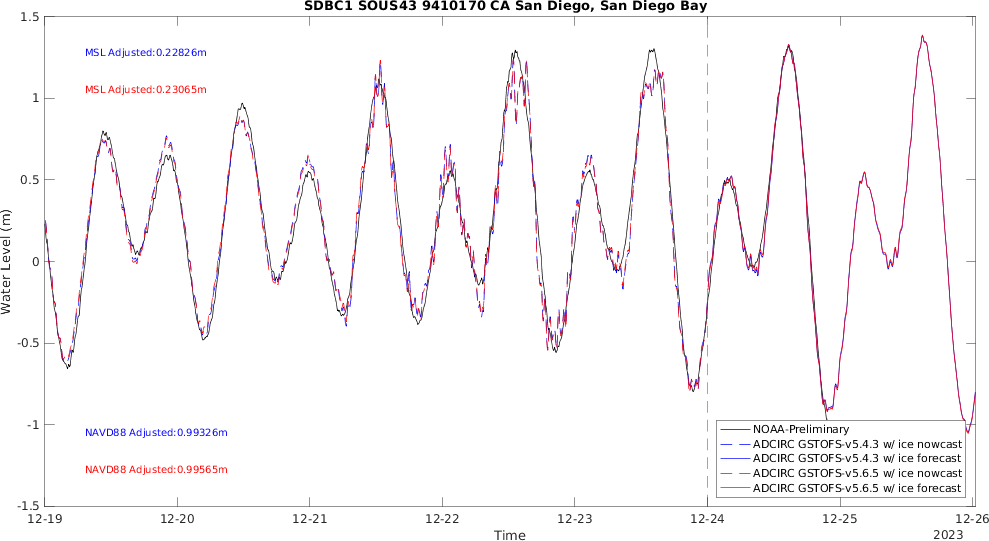 SDBC1 SOUS43 9410170 CA San Diego, San Diego Bay
1.5
MSL Adjusted:0.22826m
MSL Adjusted:0.23065m
1
0.5
0
-0.5
-1
-1.5
Water Level (m)
NAVD88 Adjusted:0.99326m
NAVD88 Adjusted:0.99565m
NOAA-Preliminary
ADCIRC GSTOFS-v5.4.3 w/ ice nowcast
ADCIRC GSTOFS-v5.4.3 w/ ice forecast
ADCIRC GSTOFS-v5.6.5 w/ ice nowcast
ADCIRC GSTOFS-v5.6.5 w/ ice forecast
12-19 12-20 12-21 12-22 12-23 12-24 12-25 12-26
Time
2023